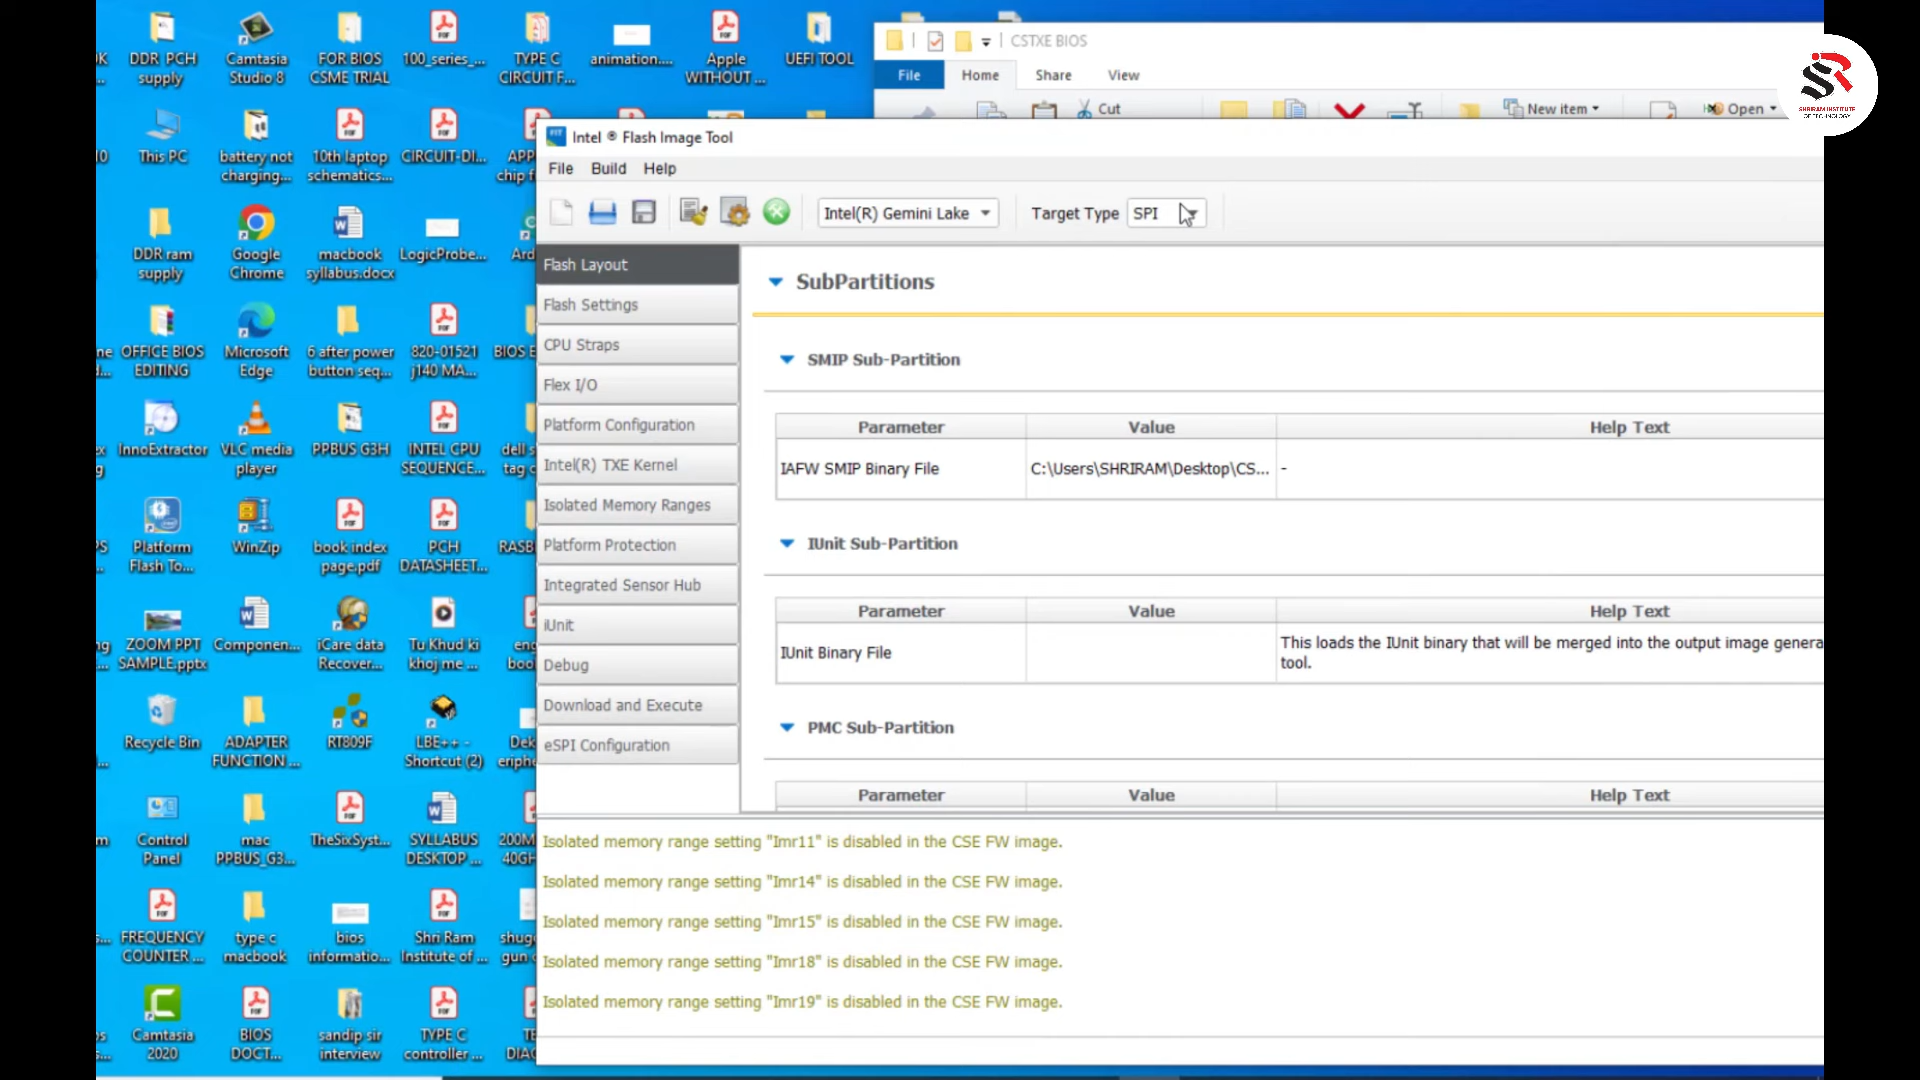 DDR PCH supply
Camtasia Studio 8
FOR BIOS CSME TRIAL
100_series_...
TYPE C CIRCUIT F...
animation....
Apple WITHOUT ...
UEFI TOOL
This PC
battery not charging...
10th laptop schematics...
CIRCUIT-DI...
DDR ram supply
Google Chrome
macbook syllabus.docx
LogicProbe...
OFFICE BIOS EDITING
Microsoft Edge
6 after power button seq...
820-01521 j140 MA...
InnoExtractor
VLC media player
PPBUS G3H
INTEL CPU SEQUENCE...
Platform Flash To...
WinZip
book index page.pdf
PCH DATASHEET...
ZOOM PPT SAMPLE.pptx
Componen...
iCare data Recover...
Tu Khud ki khoj me ...
Recycle Bin
ADAPTER FUNCTION ...
RT809F
LBE++ - Shortcut (2)
Control Panel
mac PPBUS_G3...
TheSixSyst...
SYLLABUS DESKTOP ...
FREQUENCY COUNTER ...
type c macbook
bios informatio...
Shri Ram Institute of ...
Camtasia 2020
BIOS DOCT...
sandip sir interview
TYPE C controller ...
CSTXE BIOS
File Home Share View
Cut
New item
Open
SHRIRAM INSTITUTE
OF TECHNOLOGY
Intel ® Flash Image Tool
File Build Help
Intel(R) Gemini Lake Target Type SPI
Flash Layout
Flash Settings
CPU Straps
Flex I/O
Platform Configuration
Intel(R) TXE Kernel
Isolated Memory Ranges
Platform Protection
Integrated Sensor Hub
iUnit
Debug
Download and Execute
eSPI Configuration
SubPartitions
SMIP Sub-Partition
Parameter Value Help Text
IAFW SMIP Binary File C:\Users\SHRIRAM\Desktop\CS... -
IUnit Sub-Partition
Parameter Value Help Text
IUnit Binary File This loads the IUnit binary that will be merged into the output image genera
tool.
PMC Sub-Partition
Parameter Value Help Text
Isolated memory range setting "Imr11" is disabled in the CSE FW image.
Isolated memory range setting "Imr14" is disabled in the CSE FW image.
Isolated memory range setting "Imr15" is disabled in the CSE FW image.
Isolated memory range setting "Imr18" is disabled in the CSE FW image.
Isolated memory range setting "Imr19" is disabled in the CSE FW image.